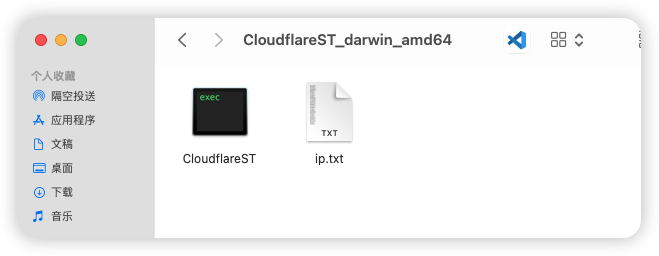 CloudflareST_darwin_amd64
个人收藏
隔空投送
应用程序
文稿
桌面
下载
音乐
exec
CloudflareST
TXT
ip.txt